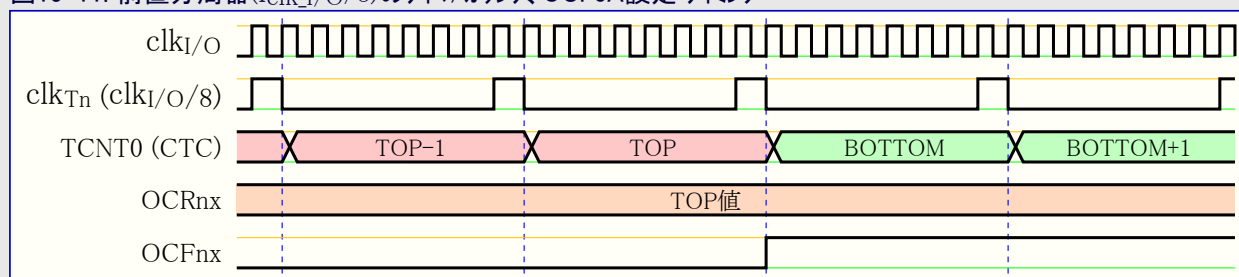 clkI/O
clkTn (clkI/O/8)
TCNT0 (CTC) TOP-1 TOP BOTTOM BOTTOM+1
OCRnx TOP値
OCFnx